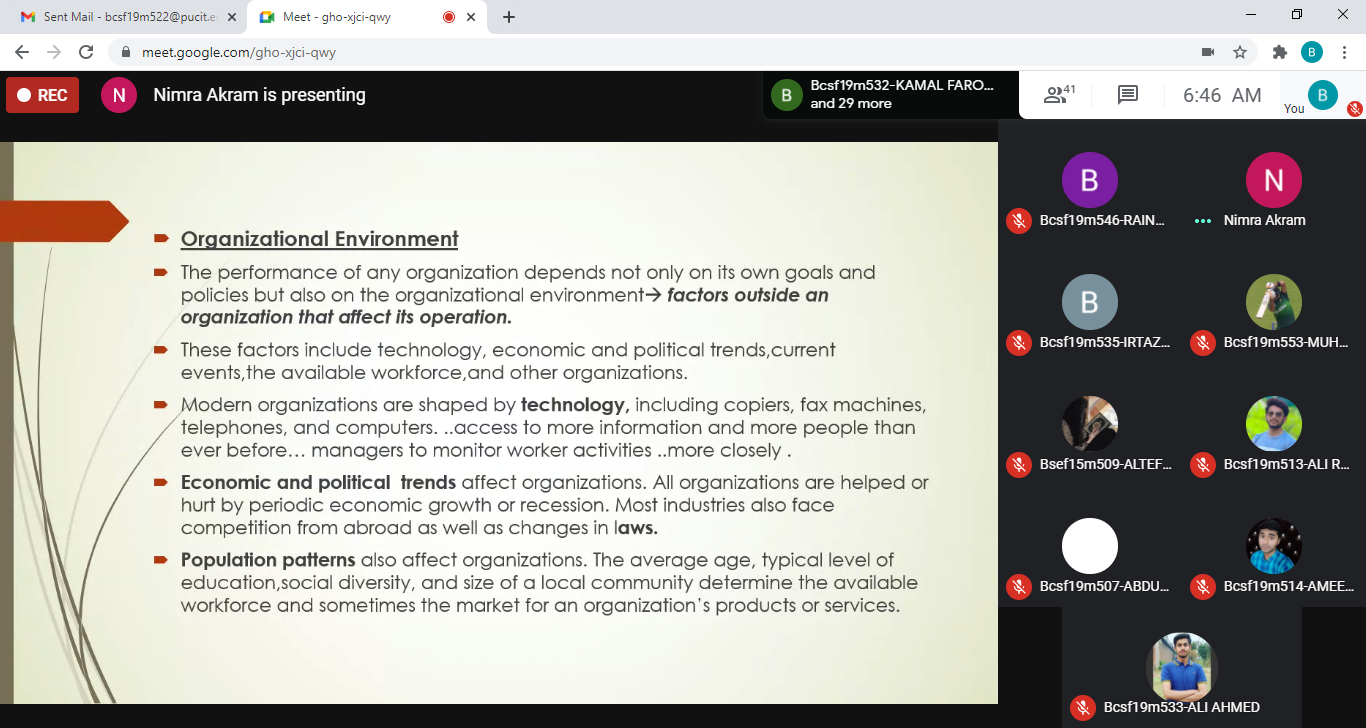 Sent Mail - bcsf19m522@pucit.e
Meet - gho-xjci-qwy
meet.google.com/gho-xjci-qwy
B
REC
N
Nimra Akram is presenting
B
Bcsf19m532-KAMAL FARO...
and 29 more
41
6:46 AM
You
B
Organizational Environment
The performance of any organization depends not only on its own goals and
policies but also on the organizational environment→ factors outside an
organization that affect its operation.
These factors include technology, economic and political trends,current
events,the available workforce,and other organizations.
Modern organizations are shaped by technology, including copiers, fax machines,
telephones, and computers. ..access to more information and more people than
ever before... managers to monitor worker activities ..more closely .
Economic and political trends affect organizations. All organizations are helped or
hurt by periodic economic growth or recession. Most industries also face
competition from abroad as well as changes in laws.
Population patterns also affect organizations. The average age, typical level of
education,social diversity, and size of a local community determine the available
workforce and sometimes the market for an organization's products or services.
B
Bcsf19m546-RAIN...
N
Nimra Akram
B
Bcsf19m535-IRTAZ...
Bcsf19m553-MUH...
Bsef15m509-ALTEF...
Bcsf19m513-ALI R...
Bcsf19m507-ABDU...
Bcsf19m514-AMEE...
Bcsf19m533-ALI AHMED